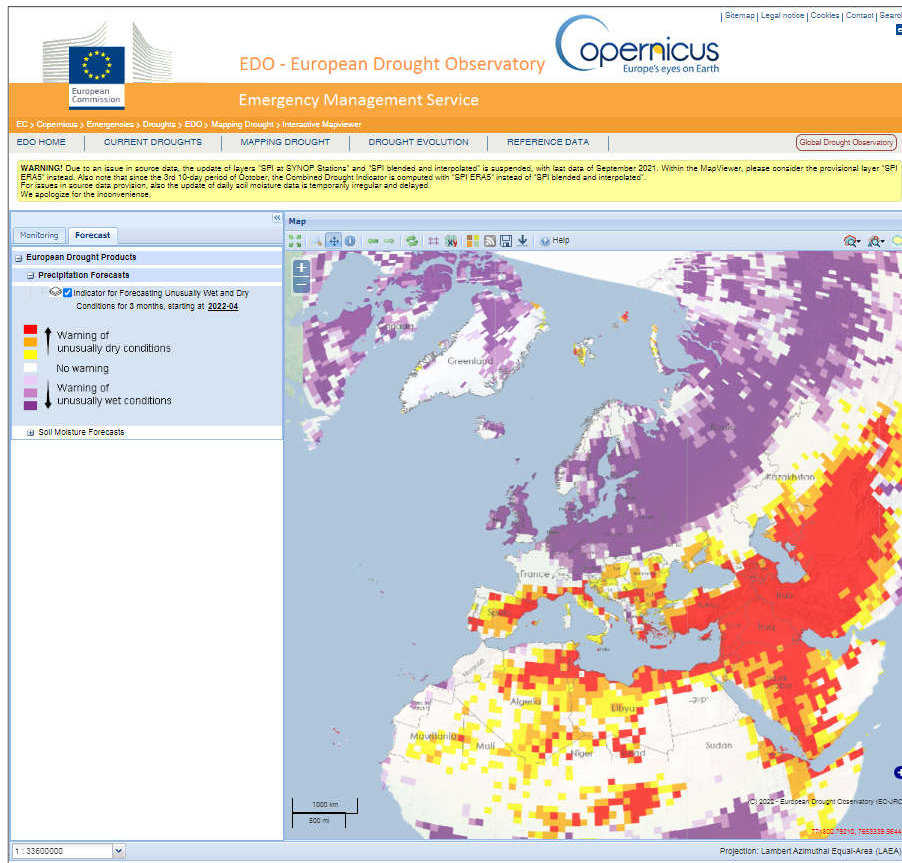 | Sitemap | Legal notice | Cookies | Contact | Search
European
Commission
EDO - European Drought Observatory
Copernicus
Europe's eyes on Earth
Emergency Management Service
EC > Copernicus > Emergencies > Droughts > EDO > Mapping Drought > Interactive Mapviewer
EDO HOME | CURRENT DROUGHTS | MAPPING DROUGHT | DROUGHT EVOLUTION | REFERENCE DATA |
Global Drought Observatory
WARNING! Due to an issue in source data, the update of layers "SPI at SYNOP Stations" and "SPI blended and interpolated" is suspended, with last data of September 2021. Within the MapViewer, please consider the provisional layer "SPI
ERA5" instead. Also note that since the 3rd 10-day period of October, the Combined Drought Indicator is computed with "SPI ERA5" instead of "SPI blended and interpolated".
For issues in source data provision, also the update of daily soil moisture data is temporarily irregular and delayed.
We apologize for the inconvenience.
Map
Monitoring
Forecast
Help
European Drought Products
Precipitation Forecasts
Indicator for Forecasting Unusually Wet and Dry
Conditions for 3 months, starting at 2022-04
Warning of
unusually dry conditions
No warning
Warning of
unusually wet conditions
Soil Moisture Forecasts
Canada
Greenland
Russia
Kazakhstan
France
Spain
Iran
Iraq
Morocco
Algeria
Libya
Mauritania
Mali
Niger
Chad
Sudan
1000 km
500 mi
(C) 2022 - European Drought Observatory (EC-JRC
771800.79210, 7653339.9644
1 : 33600000
Projection: Lambert Azimuthal Equal-Area (LAEA)